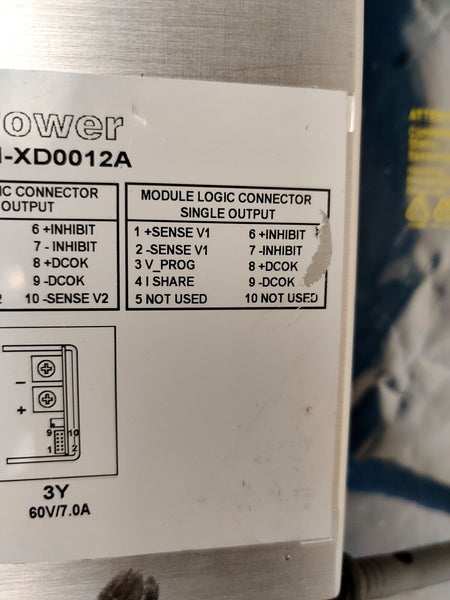 ower
-XD0012A
IC CONNECTOR
OUTPUT
6 +INHIBIT
7 - INHIBIT
8 +DCOK
9 -DCOK
2 10 -SENSE V2
MODULE LOGIC CONNECTOR
SINGLE OUTPUT
1 +SENSE V1 6 +INHIBIT
2 -SENSE V1 7 -INHIBIT
3 V_PROG 8 +DCOK
4 I SHARE 9 -DCOK
5 NOT USED 10 NOT USED
–
+
9 10
1 2
3Y
60V/7.0A
ATTEN